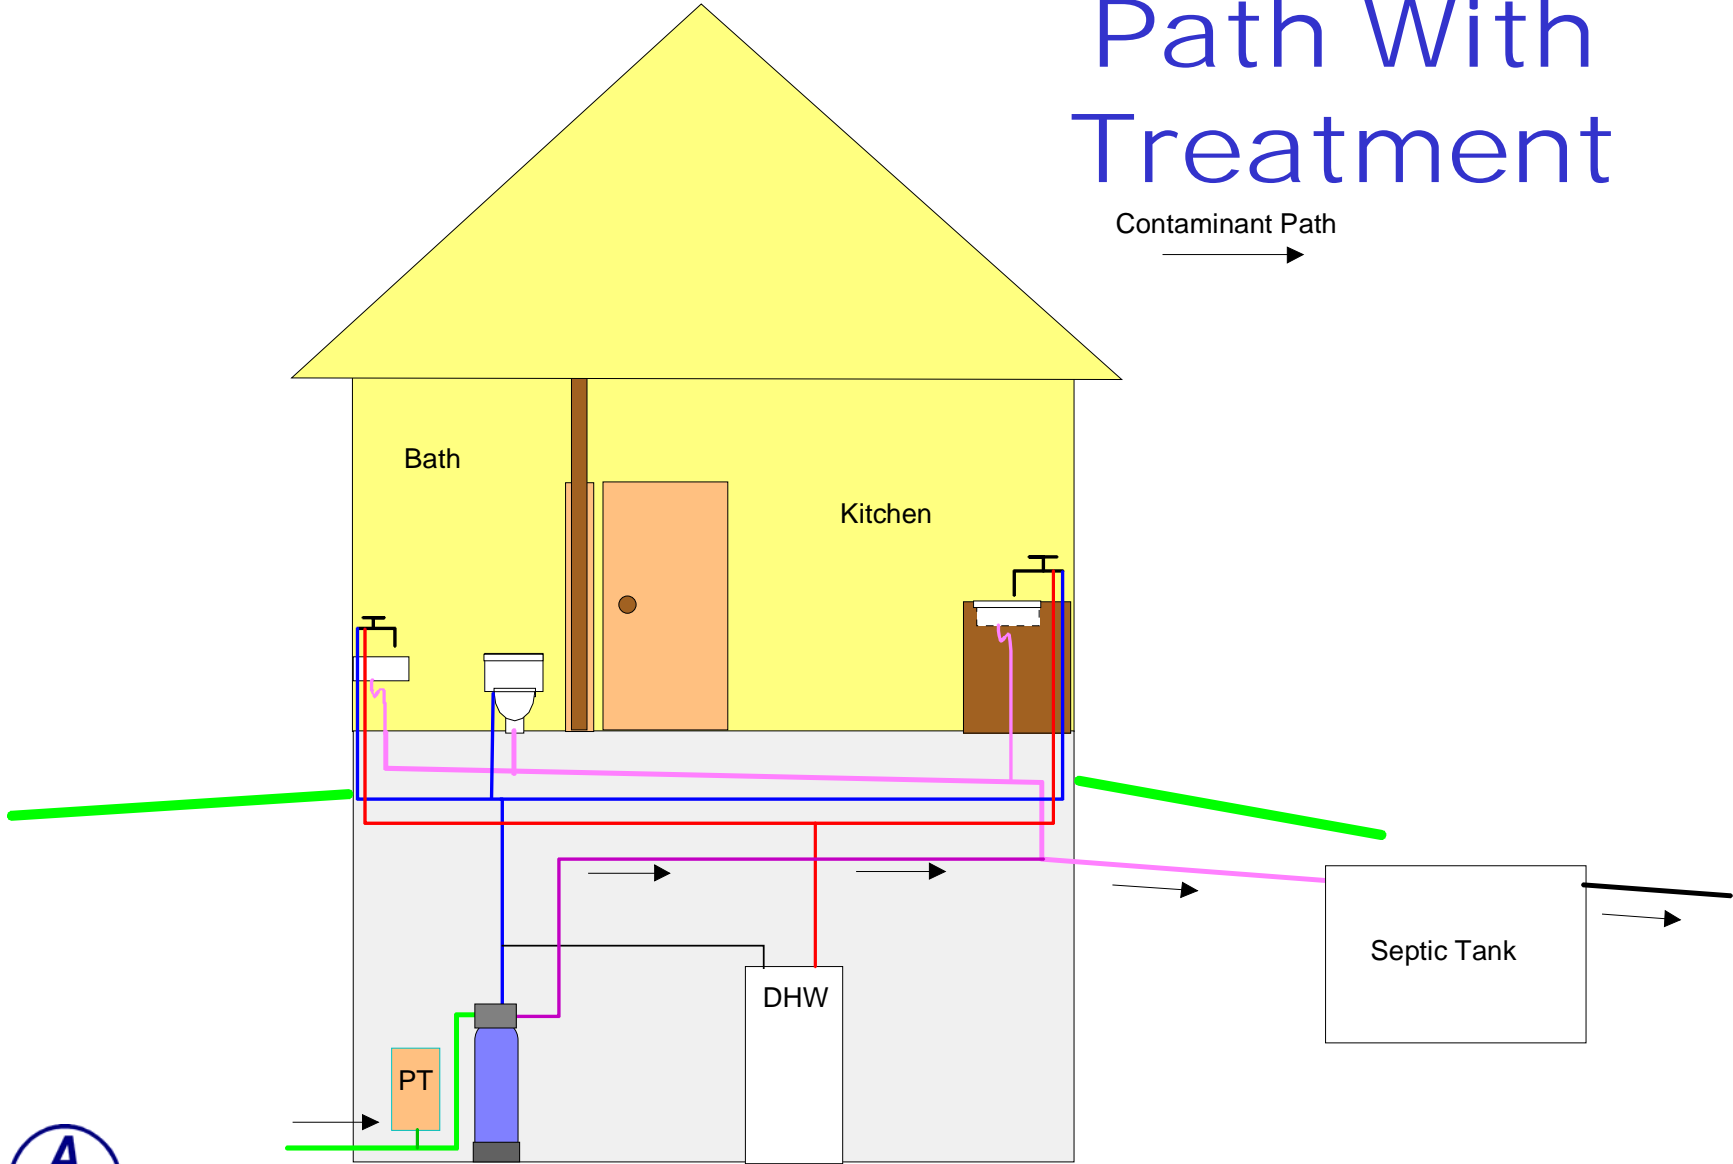 Path With
Treatment
Contaminant Path
Bath
Kitchen
Septic Tank
DHW
PT
A